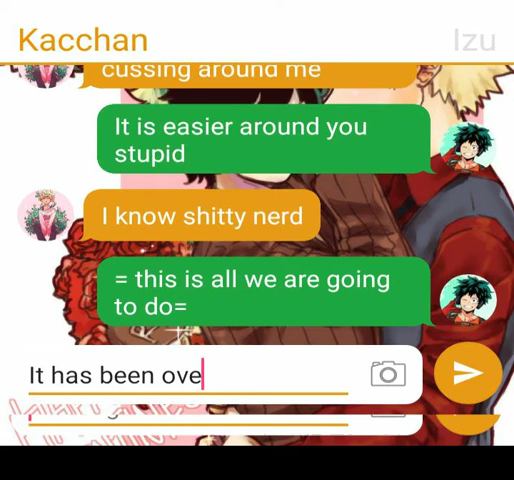 Kacchan Izu
cussing around me
It is easier around you
stupid
I know shitty nerd
= this is all we are going
to do=
It has been ove